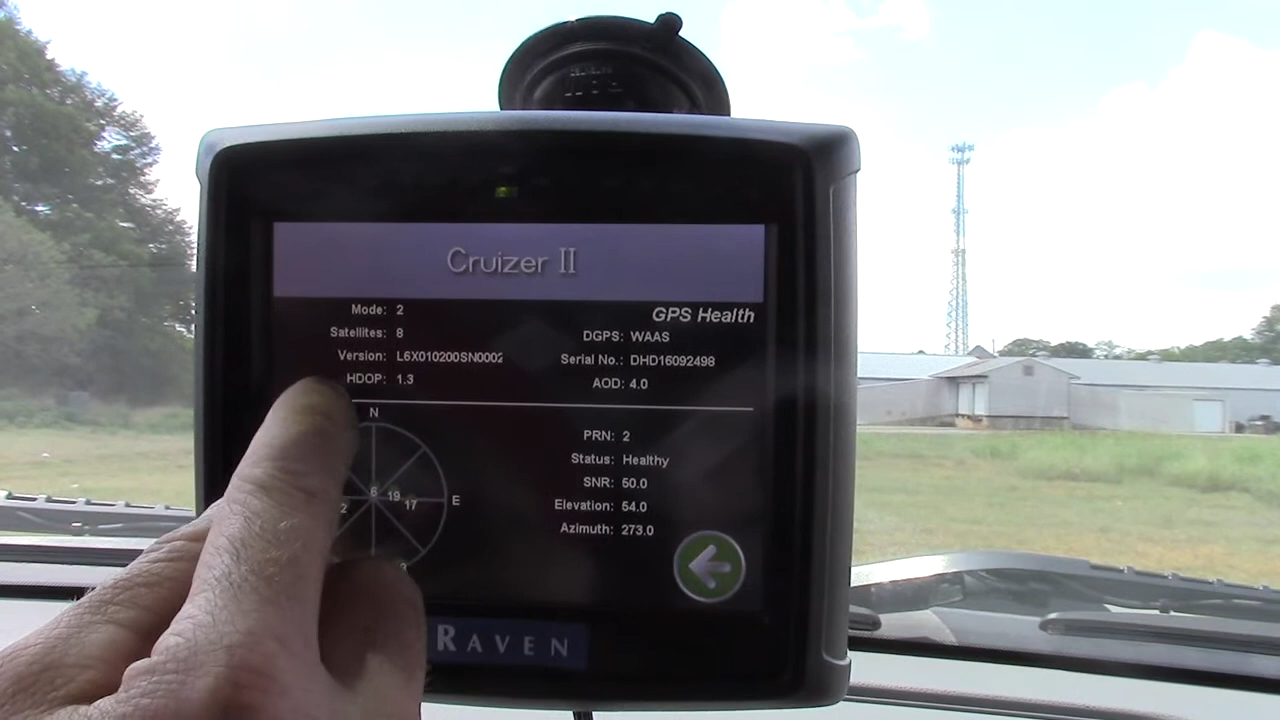 Cruizer II
GPS Health
Mode: 2
Satellites: 8
Version: L6X010200SN0002
HDOP: 1.3
DGPS: WAAS
Serial No.: DHD16092498
AOD: 4.0
N
E
6
19
17
2
PRN: 2
Status: Healthy
SNR: 50.0
Elevation: 54.0
Azimuth: 273.0
RAVEN